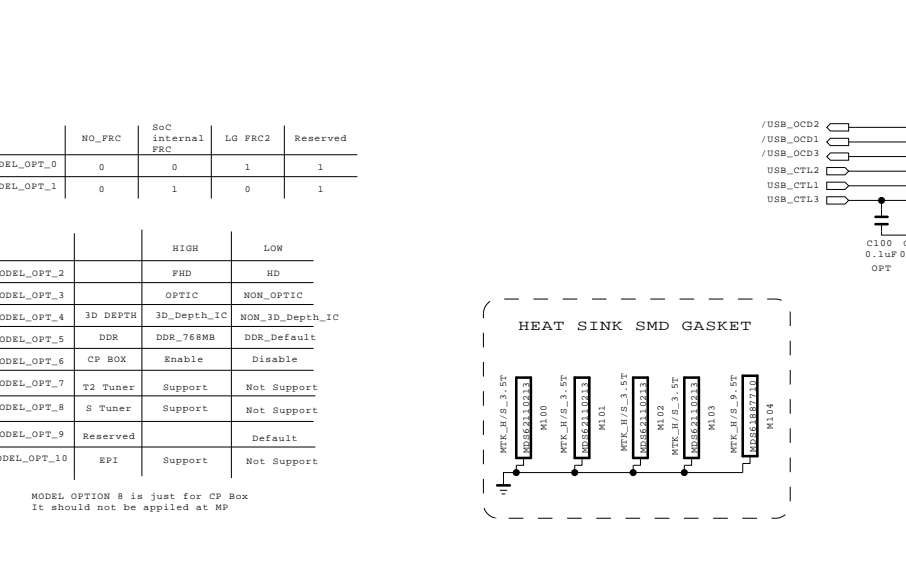 NO_FRC SoC internal FRC LG FRC2 Reserved
DEL_OPT_0 0 0 1 1
DEL_OPT_1 0 1 0 1
HIGH LOW
ODEL_OPT_2 FHD HD
ODEL_OPT_3 OPTIC NON_OPTIC
ODEL_OPT_4 3D DEPTH 3D_Depth_IC NON_3D_Depth_IC
ODEL_OPT_5 DDR DDR_768MB DDR_Default
ODEL_OPT_6 CP BOX Enable Disable
ODEL_OPT_7 T2 Tuner Support Not Support
ODEL_OPT_8 S Tuner Support Not Support
ODEL_OPT_9 Reserved Default
ODEL_OPT_10 EPI Support Not Support
MODEL OPTION 8 is just for CP Box
It should not be appiled at MP
/USB_OCD2
/USB_OCD1
/USB_OCD3
USB_CTL2
USB_CTL1
USB_CTL3
C100
0.1uF
OPT
HEAT SINK SMD GASKET
MTK_H/S_3.5T
MDS62110213
M100
MTK_H/S_3.5T
MDS62110213
M101
MTK_H/S_3.5T
MDS62110213
M102
MTK_H/S_3.5T
MDS62110213
M103
MTK_H/S_9.5T
MDS61887710
M104